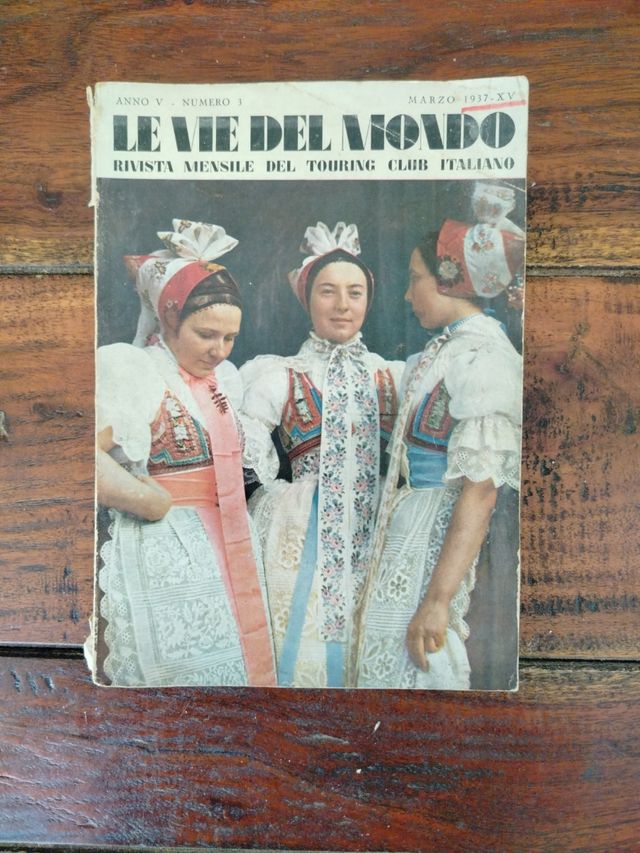 ANNO V - NUMERO 3 MARZO 1937-XV
LE VIE DEL MONDO
RIVISTA MENSILE DEL TOURING CLUB ITALIANO